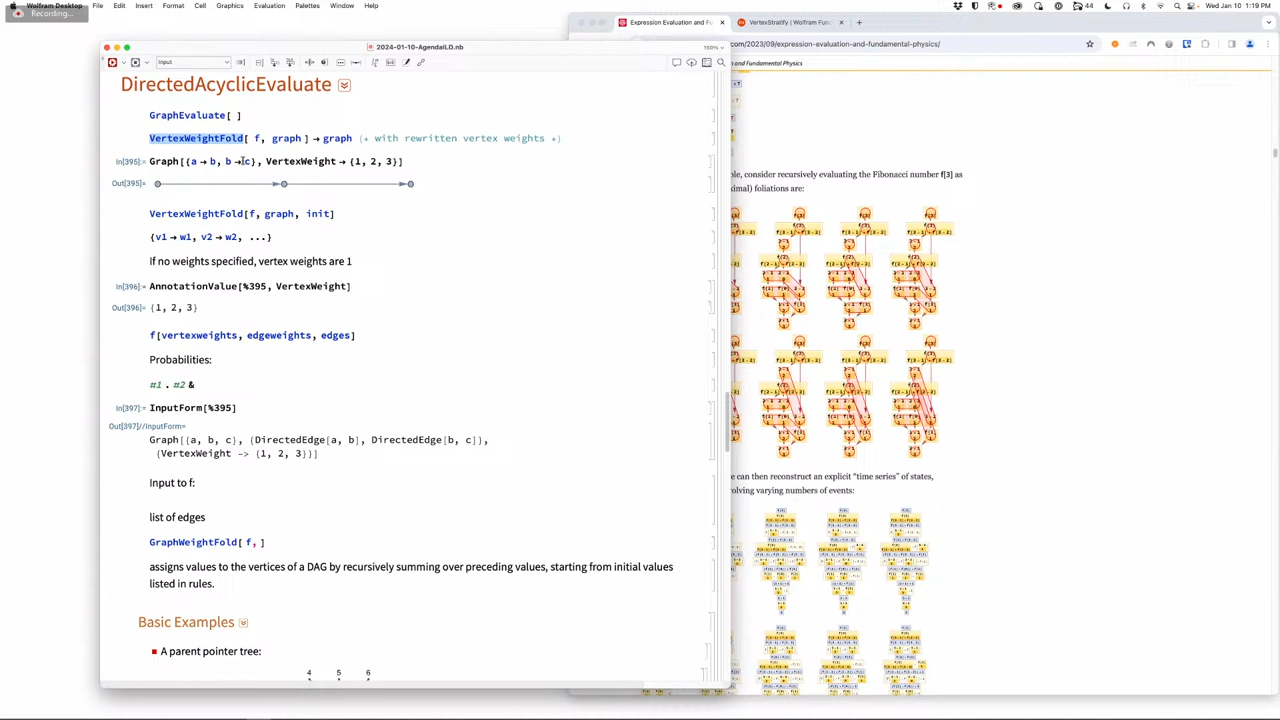 Wolfram Desktop File Edit Insert Format Cell Graphics Evaluation Palettes Window Help
44 Wed Jan 10 1:19 PM
Recording...
Expression Evaluation and Fu
VertexStratify | Wolfram Fun
2024-01-10-AgendaILD.nb
150%
com/2023/09/expression-evaluation-and-fundamental-physics/
Input
n and Fundamental Physics
DirectedAcyclicEvaluate
GraphEvaluate[ ]
VertexWeightFold[ f, graph ] → graph (* with rewritten vertex weights *)
In[395]:= Graph[{a → b, b → c}, VertexWeight → {1, 2, 3}]
Out[395]=
VertexWeightFold[f, graph, init]
{v1 → w1, v2 → w2, ...}
If no weights specified, vertex weights are 1
In[396]:= AnnotationValue[%395, VertexWeight]
Out[396]= {1, 2, 3}
f[vertexweights, edgeweights, edges]
Probabilities:
#1 . #2 &
In[397]:= InputForm[%395]
Out[397]//InputForm=
Graph[{a, b, c}, {DirectedEdge[a, b], DirectedEdge[b, c]},
{VertexWeight -> {1, 2, 3}}]
Input to f:
list of edges
GraphWeightFold[ f, ]
Assigns values to the vertices of a DAG by recursively summing over preceding values, starting from initial values
listed in rules.
Basic Examples
A parent pointer tree:
4 5 6
ple, consider recursively evaluating the Fibonacci number f[3] as
ximal) foliations are:
e can then reconstruct an explicit “time series” of states,
volving varying numbers of events: